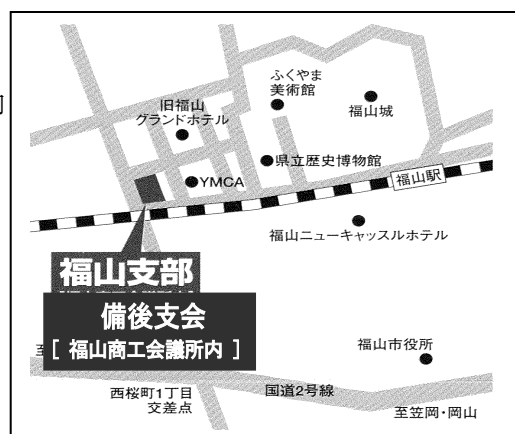 ふくやま
美術館
旧福山
グランドホテル
福山城
県立歴史博物館
YMCA
福山駅
福山ニューキャッスルホテル
福山支部
備後支会
[ 福山商工会議所内 ]
至
福山市役所
西桜町1丁目
交差点
国道2号線
至笠岡・岡山